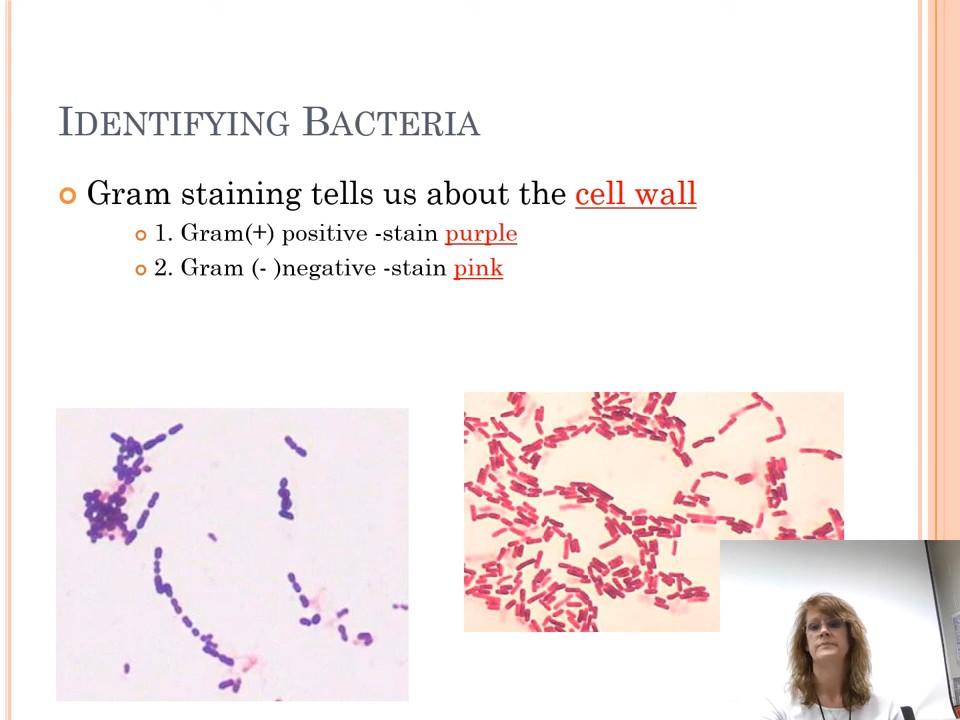 IDENTIFYING BACTERIA
Gram staining tells us about the cell wall
1. Gram(+) positive -stain purple
2. Gram (- )negative -stain pink